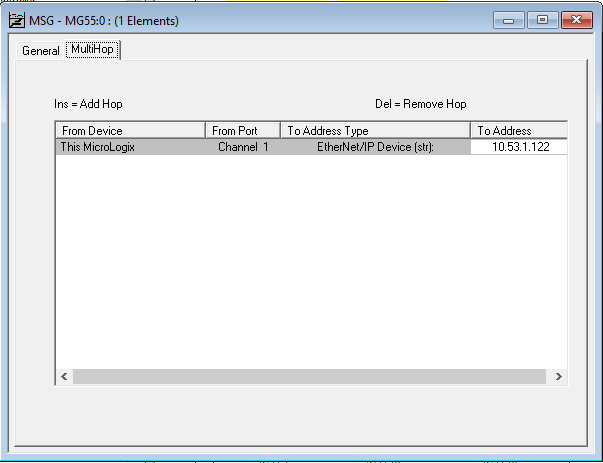 MSG - MG55:0 : (1 Elements)
General MultiHop
Ins = Add Hop Del = Remove Hop
From Device From Port To Address Type To Address
This MicroLogix Channel 1 EtherNet/IP Device (str): 10.53.1.122